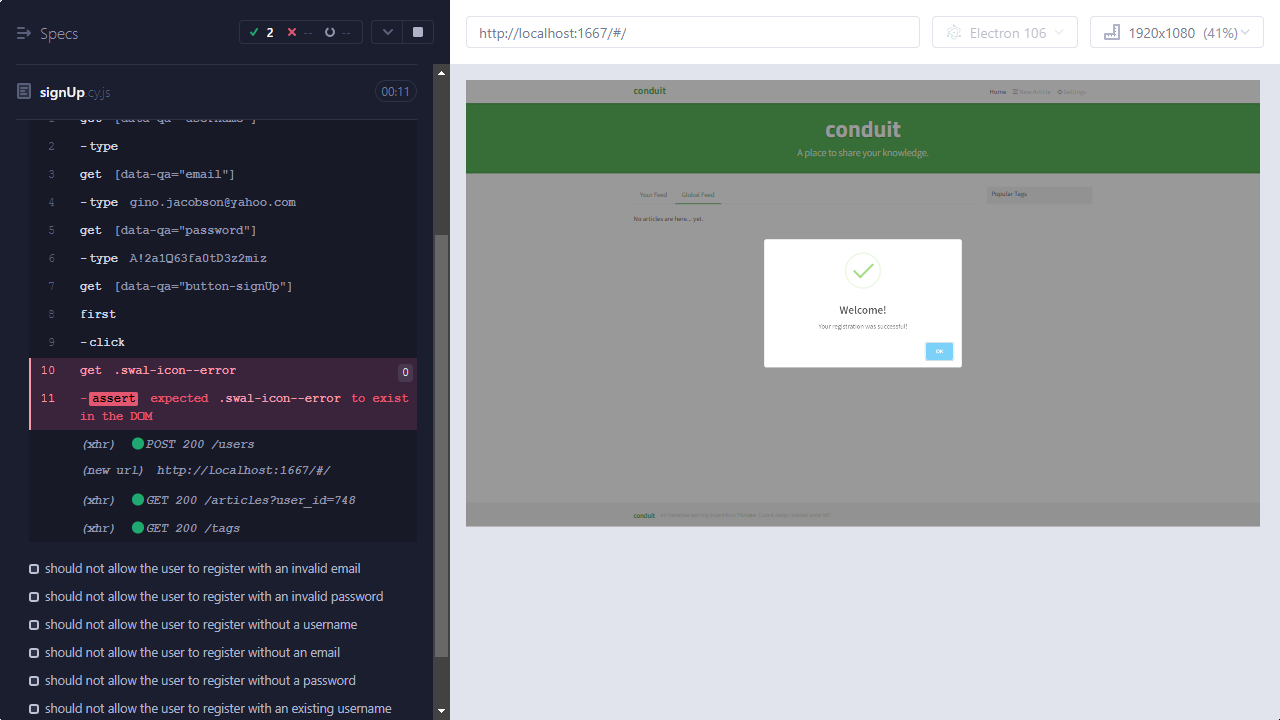 Specs
2
--
--
signUp.cy.js
00:11
1 get [data-qa="username"]
2 -type
3 get [data-qa="email"]
4 -type gino.jacobson@yahoo.com
5 get [data-qa="password"]
6 -type A!2a1Q63fa0tD3z2miz
7 get [data-qa="button-signUp"]
8 first
9 -click
10 get .swal-icon--error 0
11 -assert expected .swal-icon--error to exist
in the DOM
(xhr) POST 200 /users
(new url) http://localhost:1667/#/
(xhr) GET 200 /articles?user_id=748
(xhr) GET 200 /tags
should not allow the user to register with an invalid email
should not allow the user to register with an invalid password
should not allow the user to register without a username
should not allow the user to register without an email
should not allow the user to register without a password
should not allow the user to register with an existing username
http://localhost:1667/#/
Electron 106
1920x1080 (41%)
conduit
Home New Article Settings
conduit
A place to share your knowledge.
Your Feed Global Feed
Popular Tags
No articles are here... yet.
Welcome!
Your registration was successful!
OK
conduit